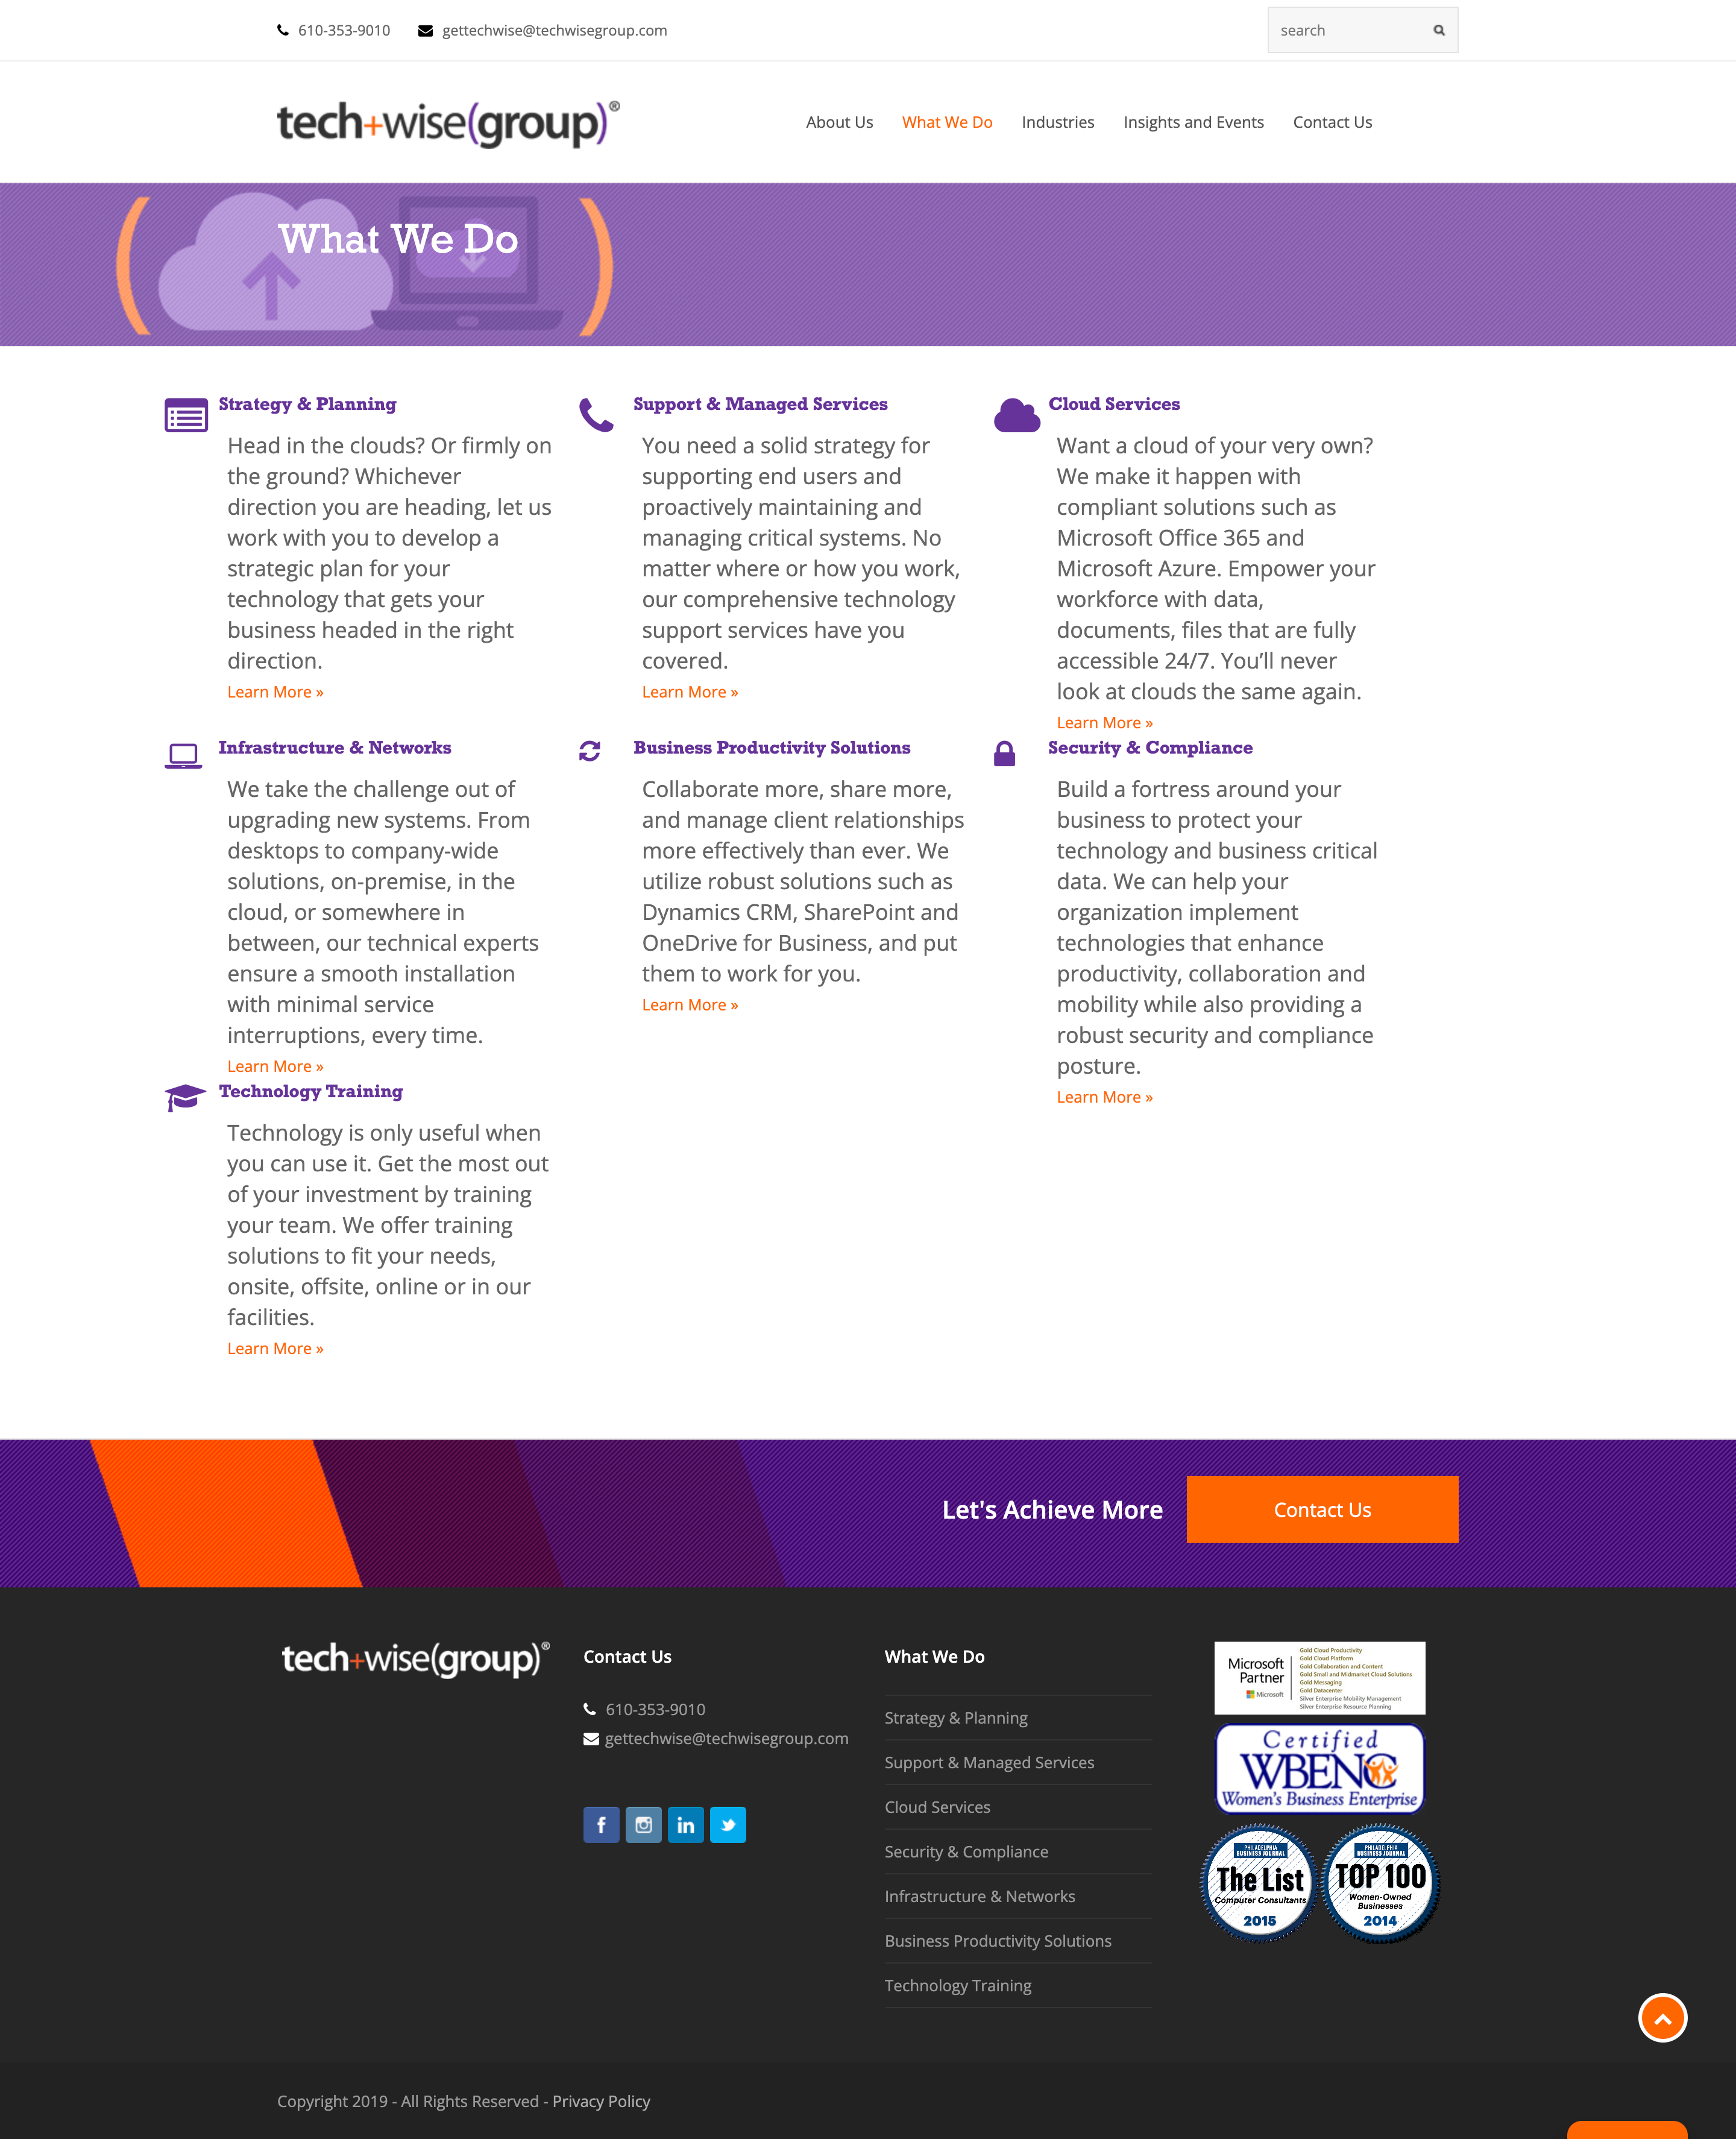 610-353-9010 gettechwise@techwisegroup.com search
tech+wise(group)®
About Us What We Do Industries Insights and Events Contact Us
What We Do
Strategy & Planning
Head in the clouds? Or firmly on
the ground? Whichever
direction you are heading, let us
work with you to develop a
strategic plan for your
technology that gets your
business headed in the right
direction.
Learn More »
Support & Managed Services
You need a solid strategy for
supporting end users and
proactively maintaining and
managing critical systems. No
matter where or how you work,
our comprehensive technology
support services have you
covered.
Learn More »
Cloud Services
Want a cloud of your very own?
We make it happen with
compliant solutions such as
Microsoft Office 365 and
Microsoft Azure. Empower your
workforce with data,
documents, files that are fully
accessible 24/7. You’ll never
look at clouds the same again.
Learn More »
Infrastructure & Networks
We take the challenge out of
upgrading new systems. From
desktops to company-wide
solutions, on-premise, in the
cloud, or somewhere in
between, our technical experts
ensure a smooth installation
with minimal service
interruptions, every time.
Learn More »
Business Productivity Solutions
Collaborate more, share more,
and manage client relationships
more effectively than ever. We
utilize robust solutions such as
Dynamics CRM, SharePoint and
OneDrive for Business, and put
them to work for you.
Learn More »
Security & Compliance
Build a fortress around your
business to protect your
technology and business critical
data. We can help your
organization implement
technologies that enhance
productivity, collaboration and
mobility while also providing a
robust security and compliance
posture.
Learn More »
Technology Training
Technology is only useful when
you can use it. Get the most out
of your investment by training
your team. We offer training
solutions to fit your needs,
onsite, offsite, online or in our
facilities.
Learn More »
Let's Achieve More
Contact Us
tech+wise(group)®
Contact Us
610-353-9010
gettechwise@techwisegroup.com
f in
What We Do
Strategy & Planning
Support & Managed Services
Cloud Services
Security & Compliance
Infrastructure & Networks
Business Productivity Solutions
Technology Training
Microsoft
Partner
Microsoft
Gold Cloud Productivity
Gold Cloud Platform
Gold Collaboration and Content
Gold Small and Midmarket Cloud Solutions
Gold Messaging
Gold Datacenter
Silver Enterprise Mobility Management
Silver Enterprise Resource Planning
Certified
WBENC
Women's Business Enterprise
PHILADELPHIA
BUSINESS JOURNAL
The List
Computer Consultants
2015
PHILADELPHIA
BUSINESS JOURNAL
TOP 100
Women-Owned
Businesses
2014
Copyright 2019 - All Rights Reserved - Privacy Policy